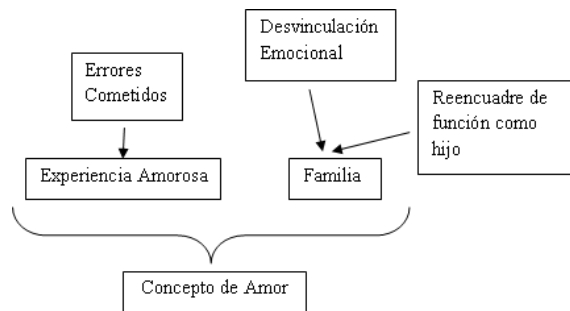 Desvinculación
Emocional
Errores
Cometidos
Reencuadre de
función como
hijo
Experiencia Amorosa
Familia
Concepto de Amor